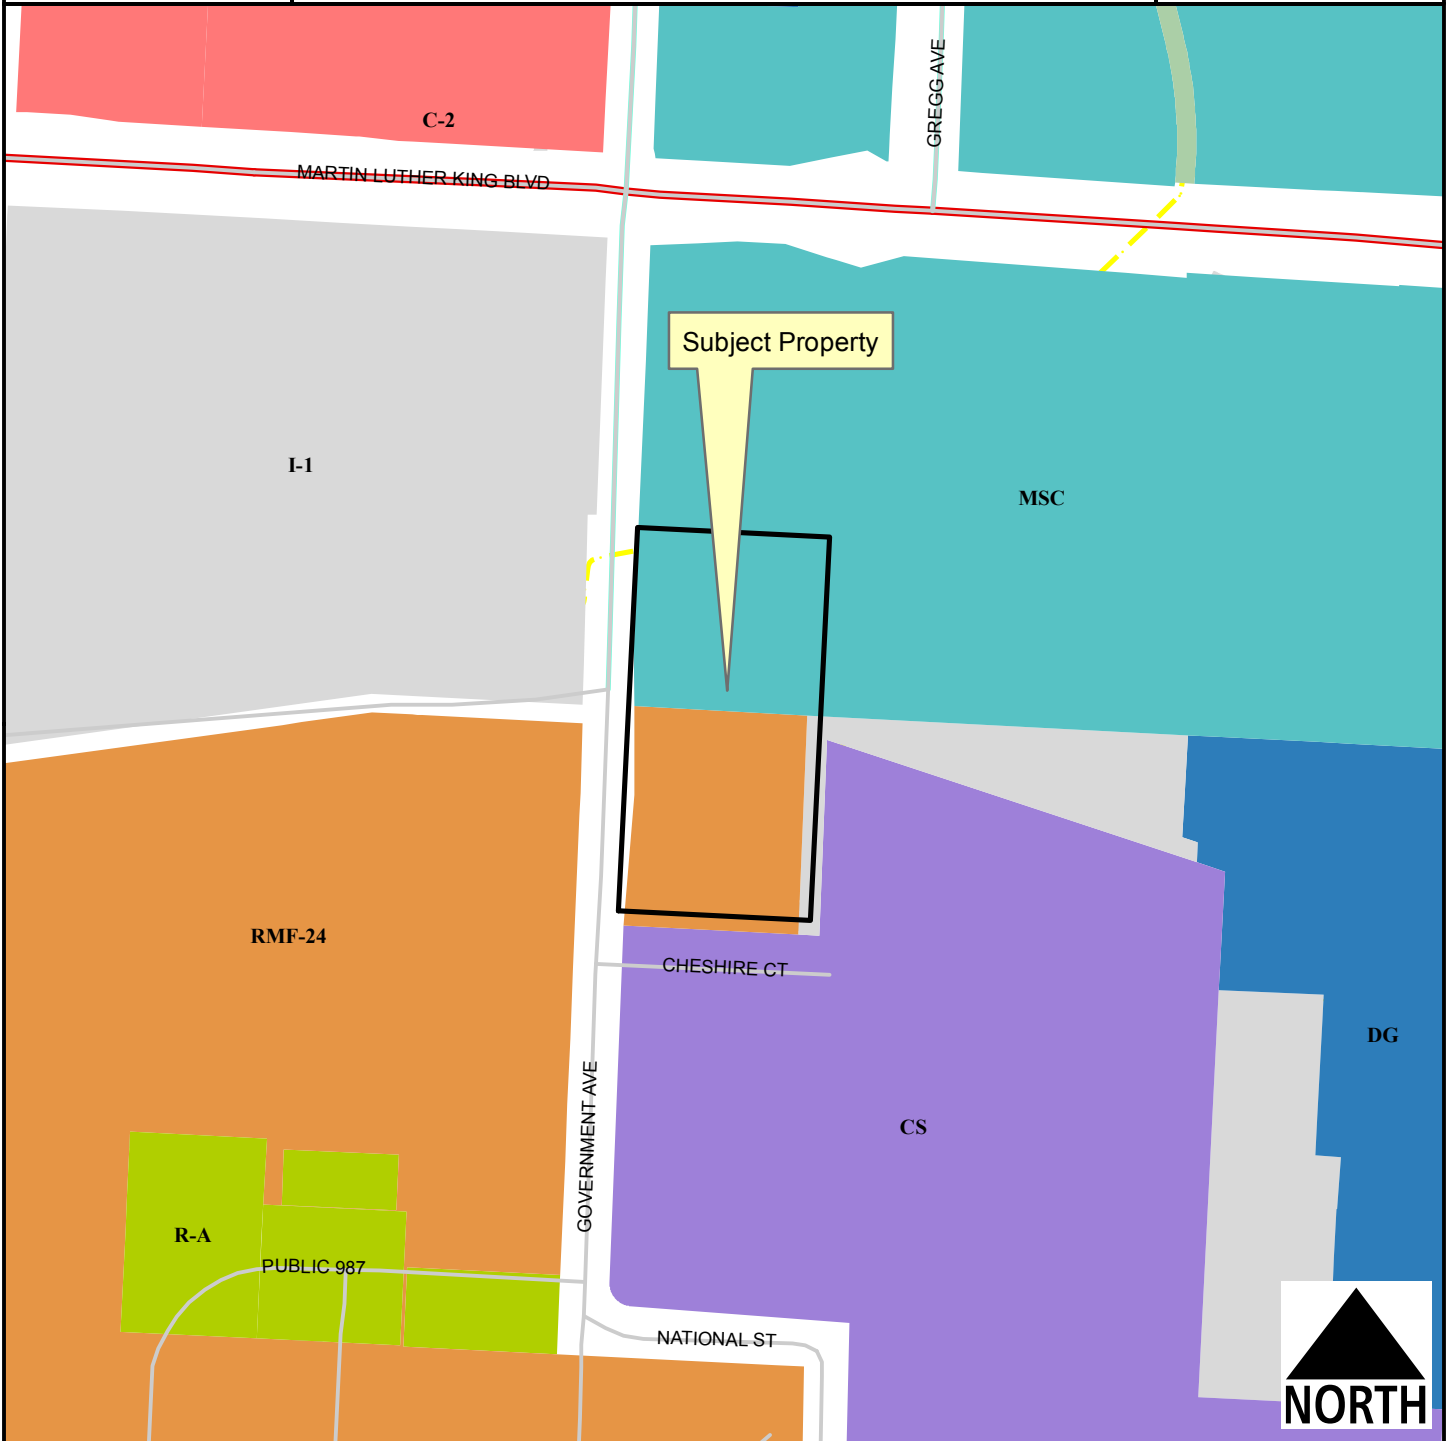 GREGG AVE
C-2
MARTIN LUTHER KING BLVD
Subject Property
I-1
MSC
RMF-24
CHESHIRE CT
DG
GOVERNMENT AVE
CS
R-A
PUBLIC 987
NATIONAL ST
NORTH